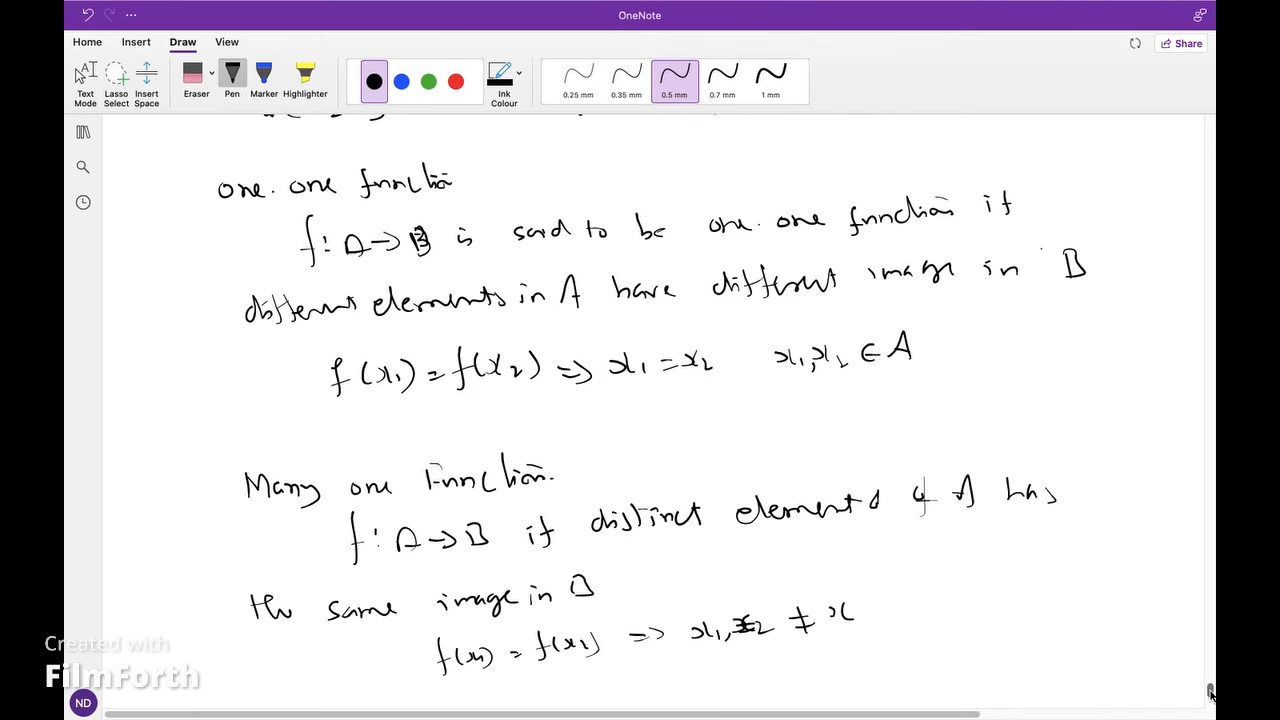 OneNote
Home Insert Draw View
Share
Text Mode Lasso Select Insert Space Eraser Pen Marker Highlighter Ink Colour 0.25 mm 0.35 mm 0.5 mm 0.7 mm 1 mm
one. one function
f : A → B is said to be one. one function if
different elements in A have different image in B
f(x₁) = f(x₂) ⇒ x₁ = x₂ x₁, x₂ ∈ A
Many one Function.
f : A → B if distinct elements of A has
the same image in B
f(x₁) = f(x₂) ⇒ x₁, ≠ x
Created with
FilmForth
ND